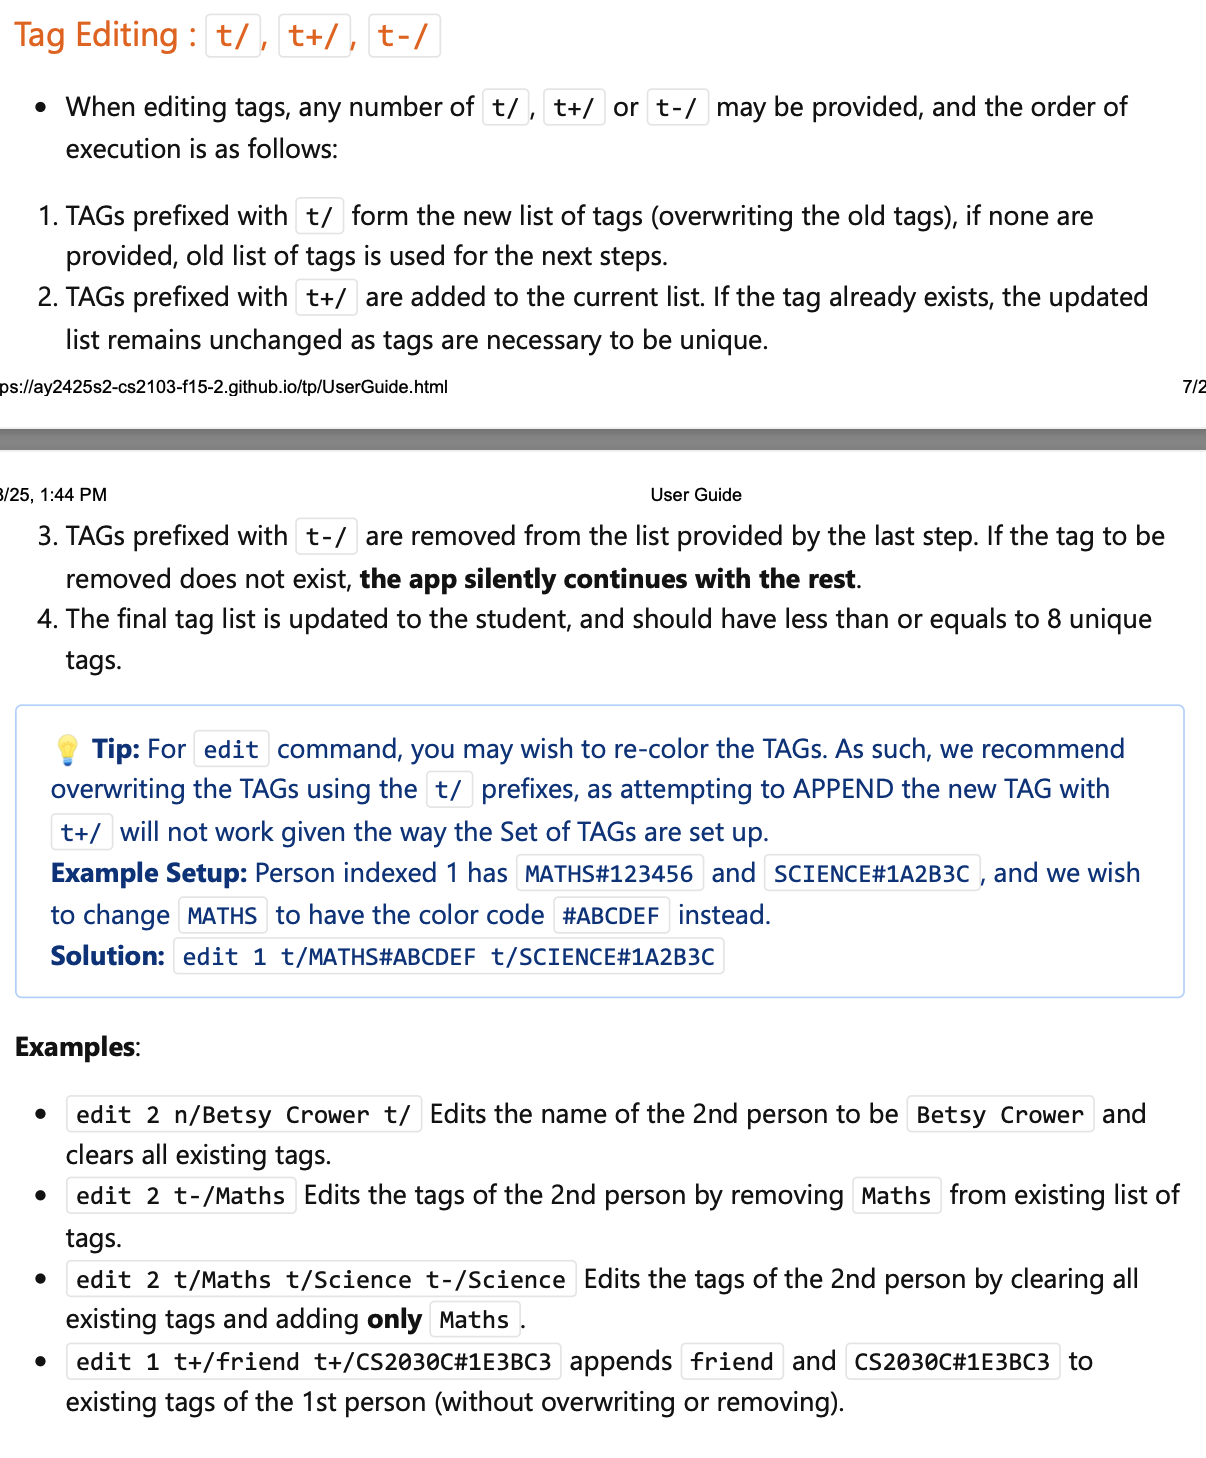 Tag Editing : t/, t+/, t-/
• When editing tags, any number of t/, t+/ or t-/ may be provided, and the order of
execution is as follows:
1. TAGs prefixed with t/ form the new list of tags (overwriting the old tags), if none are
provided, old list of tags is used for the next steps.
2. TAGs prefixed with t+/ are added to the current list. If the tag already exists, the updated
list remains unchanged as tags are necessary to be unique.
ps://ay2425s2-cs2103-f15-2.github.io/tp/UserGuide.html 7/2
/25, 1:44 PM User Guide
3. TAGs prefixed with t-/ are removed from the list provided by the last step. If the tag to be
removed does not exist, the app silently continues with the rest.
4. The final tag list is updated to the student, and should have less than or equals to 8 unique
tags.
💡 Tip: For edit command, you may wish to re-color the TAGs. As such, we recommend
overwriting the TAGs using the t/ prefixes, as attempting to APPEND the new TAG with
t+/ will not work given the way the Set of TAGs are set up.
Example Setup: Person indexed 1 has MATHS#123456 and SCIENCE#1A2B3C, and we wish
to change MATHS to have the color code #ABCDEF instead.
Solution: edit 1 t/MATHS#ABCDEF t/SCIENCE#1A2B3C
Examples:
• edit 2 n/Betsy Crower t/ Edits the name of the 2nd person to be Betsy Crower and
clears all existing tags.
• edit 2 t-/Maths Edits the tags of the 2nd person by removing Maths from existing list of
tags.
• edit 2 t/Maths t/Science t-/Science Edits the tags of the 2nd person by clearing all
existing tags and adding only Maths.
• edit 1 t+/friend t+/CS2030C#1E3BC3 appends friend and CS2030C#1E3BC3 to
existing tags of the 1st person (without overwriting or removing).